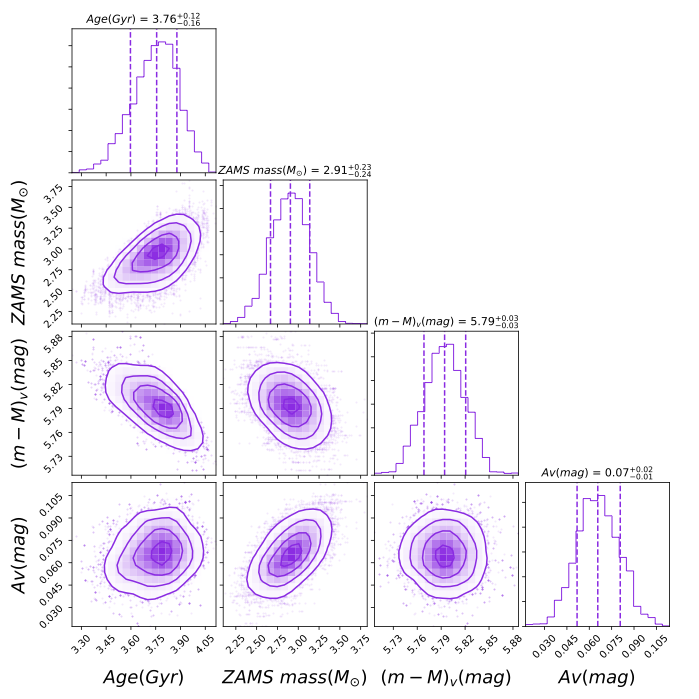 Age(Gyr) = 3.76+0.12 −0.16
ZAMS mass(M⊙) = 2.91+0.23 −0.24
(m − M)v(mag) = 5.79+0.03 −0.03
Av(mag) = 0.07+0.02 −0.01
ZAMS mass(M⊙)
3.75
3.50
3.25
3.00
2.75
2.50
2.25
(m − M)v(mag)
5.88
5.85
5.82
5.79
5.76
5.73
Av(mag)
0.105
0.090
0.075
0.060
0.045
0.030
3.30 3.45 3.60 3.75 3.90 4.05
2.25 2.50 2.75 3.00 3.25 3.50 3.75
5.73 5.76 5.79 5.82 5.85 5.88
0.030 0.045 0.060 0.075 0.090 0.105
Age(Gyr) ZAMS mass(M⊙) (m − M)v(mag) Av(mag)